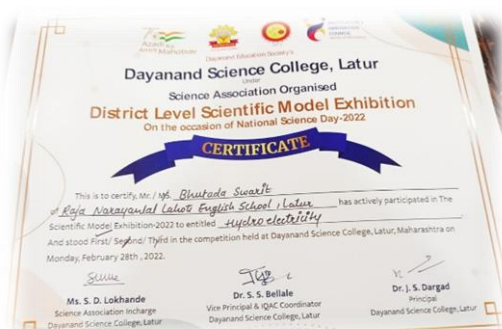 Azadi Ka
Amrit Mahotsav
Dayanand Education Society's
Dayanand Science College, Latur
Under
Science Association Organised
District Level Scientific Model Exhibition
On the occasion of National Science Day-2022
CERTIFICATE
This is to certify, Mr. / Ms. Bhutada Swarit
of Raja Narayanlal Lahoti English School, Latur has actively participated in The
Scientific Model Exhibition-2022 to entitled Hydroelectricity
And stood First/ Second/ Third in the competition held at Dayanand Science College, Latur, Maharashtra on
Monday, February 28th, 2022.
Ms. S. D. Lokhande
Science Association Incharge
Dayanand Science College, Latur
Dr. S. S. Bellale
Vice Principal & IQAC Coordinator
Dayanand Science College, Latur
Dr. J. S. Dargad
Principal
Dayanand Science College, Latur